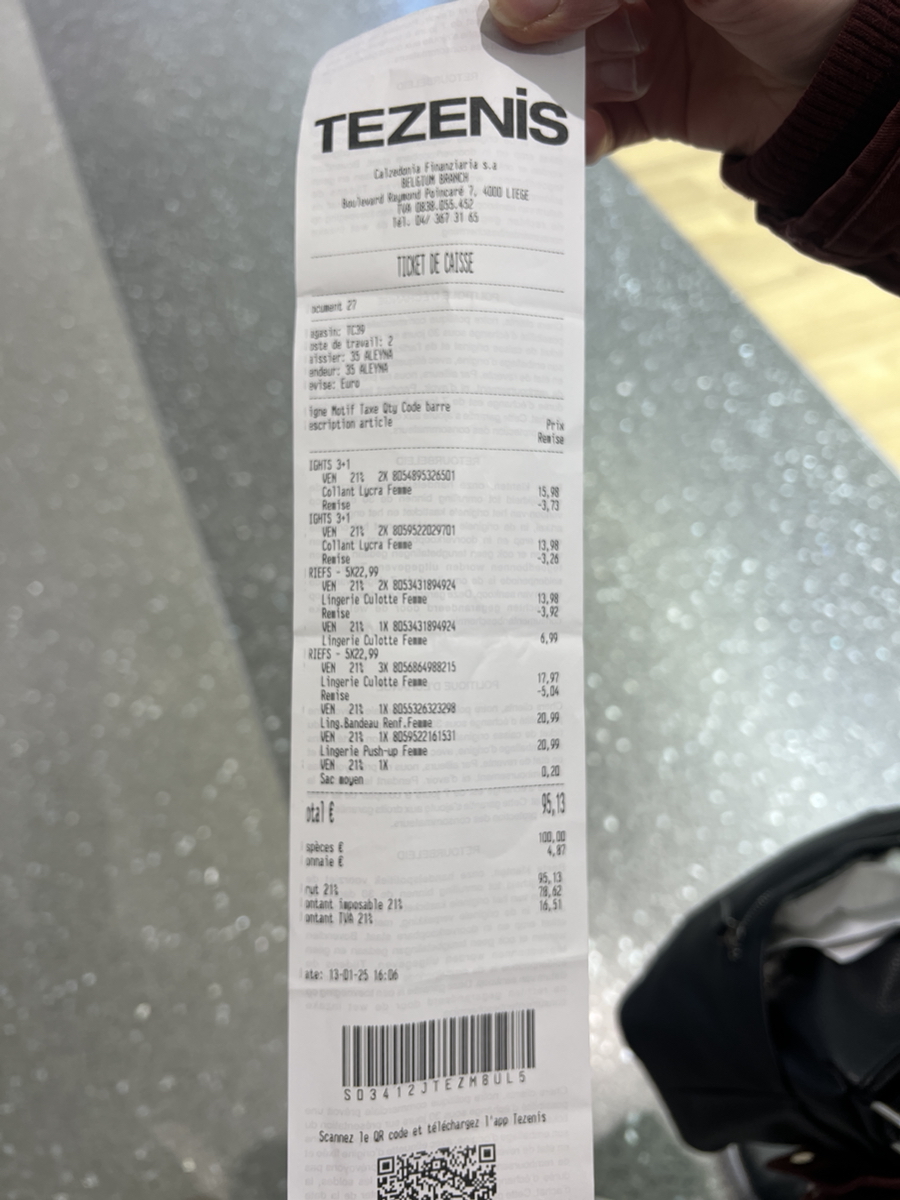 TEZENIS
Calzedonia Finanziaria s.a
BELGIUM BRANCH
Boulevard Raymond Poincaré 7, 4000 LIEGE
TVA 0838.055.452
Tél. 04/ 367 31 65
TICKET DE CAISSE
ocument 27
agasin: TC39
oste de travail: 2
aissier: 35 ALEYNA
endeur: 35 ALEYNA
evise: Euro
igne Motif Taxe Qty Code barre
escription article Prix
Remise
IGHTS 3+1
VEN 21% 2X 8054895326501
Collant Lycra Femme 15,98
Remise -3,73
IGHTS 3+1
VEN 21% 2X 8059522029701
Collant Lycra Femme 13,98
Remise -3,26
RIEFS - 5X22,99
VEN 21% 2X 8053431894924
Lingerie Culotte Femme 13,98
Remise -3,92
VEN 21% 1X 8053431894924
Lingerie Culotte Femme 6,99
RIEFS - 5X22,99
VEN 21% 3X 8056864988215
Lingerie Culotte Femme 17,97
Remise -5,04
VEN 21% 1X 8055326323298
Ling.Bandeau Renf.Femme 20,99
VEN 21% 1X 8059522161531
Lingerie Push-up Femme 20,99
VEN 21% 1X
Sac moyen 0,20
otal € 95,13
spèces € 100,00
onnaie € 4,87
rut 21% 95,13
ontant imposable 21% 78,62
ontant TVA 21% 16,51
ate: 13-01-25 16:06
S03412JTEZM8UL5
Scannez le QR code et téléchargez l'app Tezenis